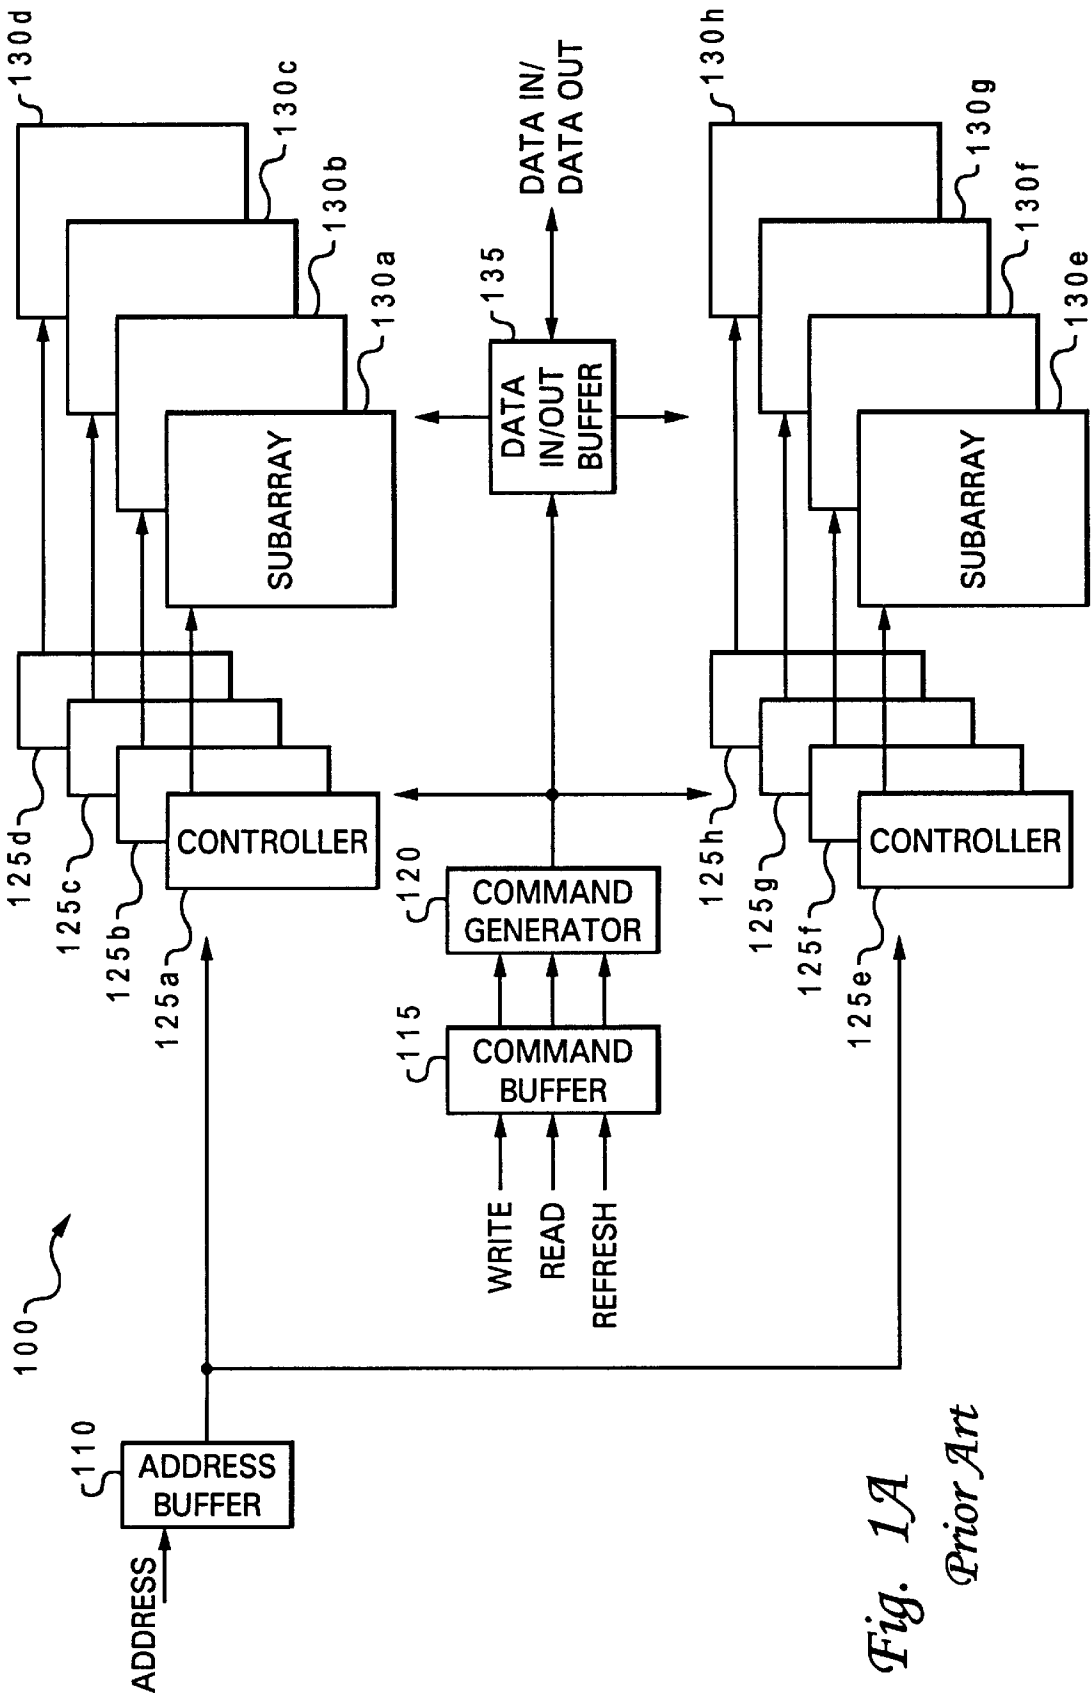 100
ADDRESS
ADDRESS
BUFFER
110
125d
125c
125b
125a
CONTROLLER
130d
130c
130b
130a
SUBARRAY
WRITE
READ
REFRESH
COMMAND
BUFFER
115
COMMAND
GENERATOR
120
DATA
IN/OUT
BUFFER
135
DATA IN/
DATA OUT
125h
125g
125f
125e
CONTROLLER
130h
130g
130f
130e
SUBARRAY
Fig. 1A
Prior Art